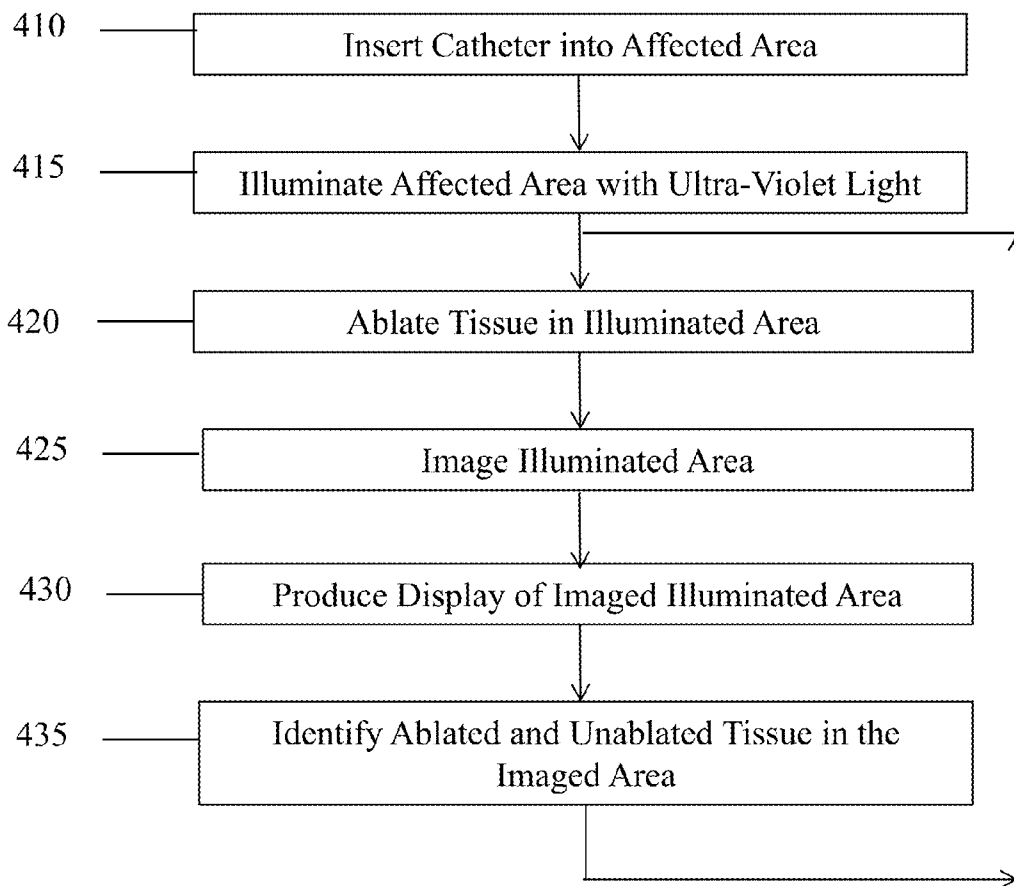 410
Insert Catheter into Affected Area
415
Illuminate Affected Area with Ultra-Violet Light
420
Ablate Tissue in Illuminated Area
425
Image Illuminated Area
430
Produce Display of Imaged Illuminated Area
435
Identify Ablated and Unablated Tissue in the
Imaged Area